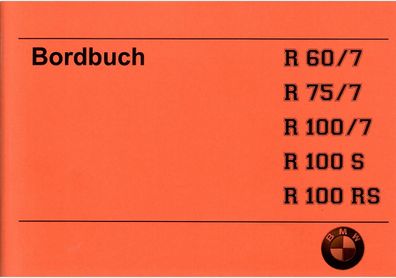 Bordbuch
R 60/7
R 75/7
R 100/7
R 100 S
R 100 RS
BMW